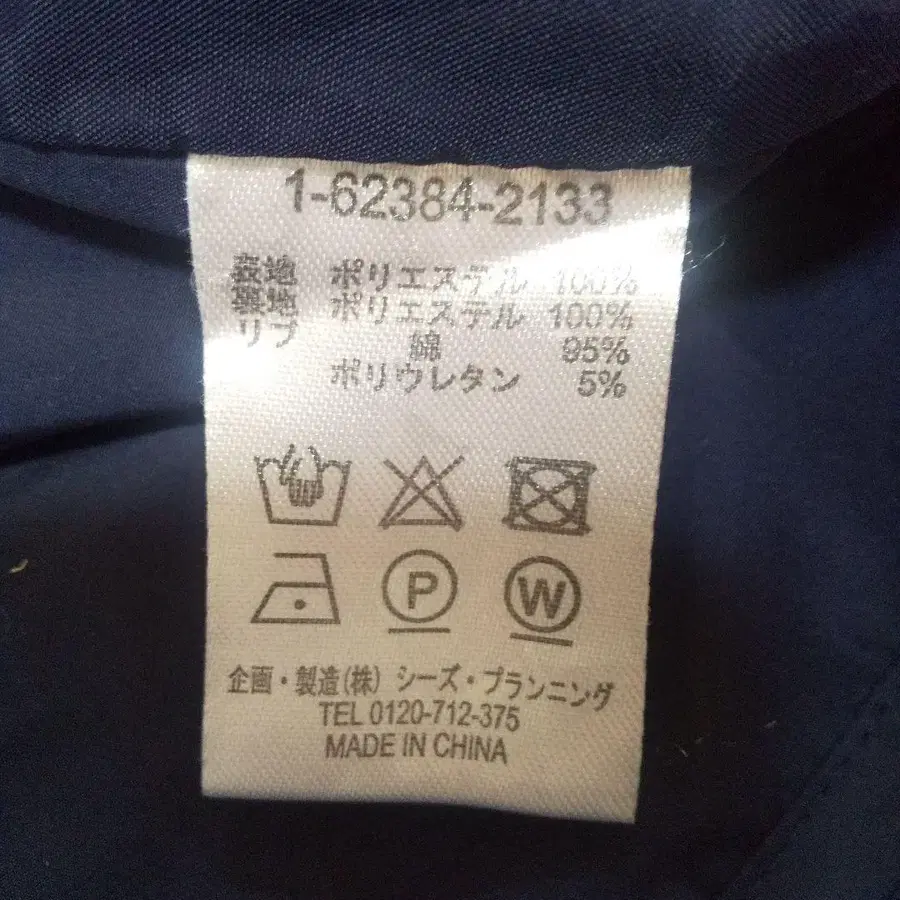 1-62384-2133
表地 ポリエステル 100%
裏地 ポリエステル 100%
リブ 綿 95%
ポリウレタン 5%
P W
企画・製造(株) シーズ・プランニング
TEL 0120-712-375
MADE IN CHINA